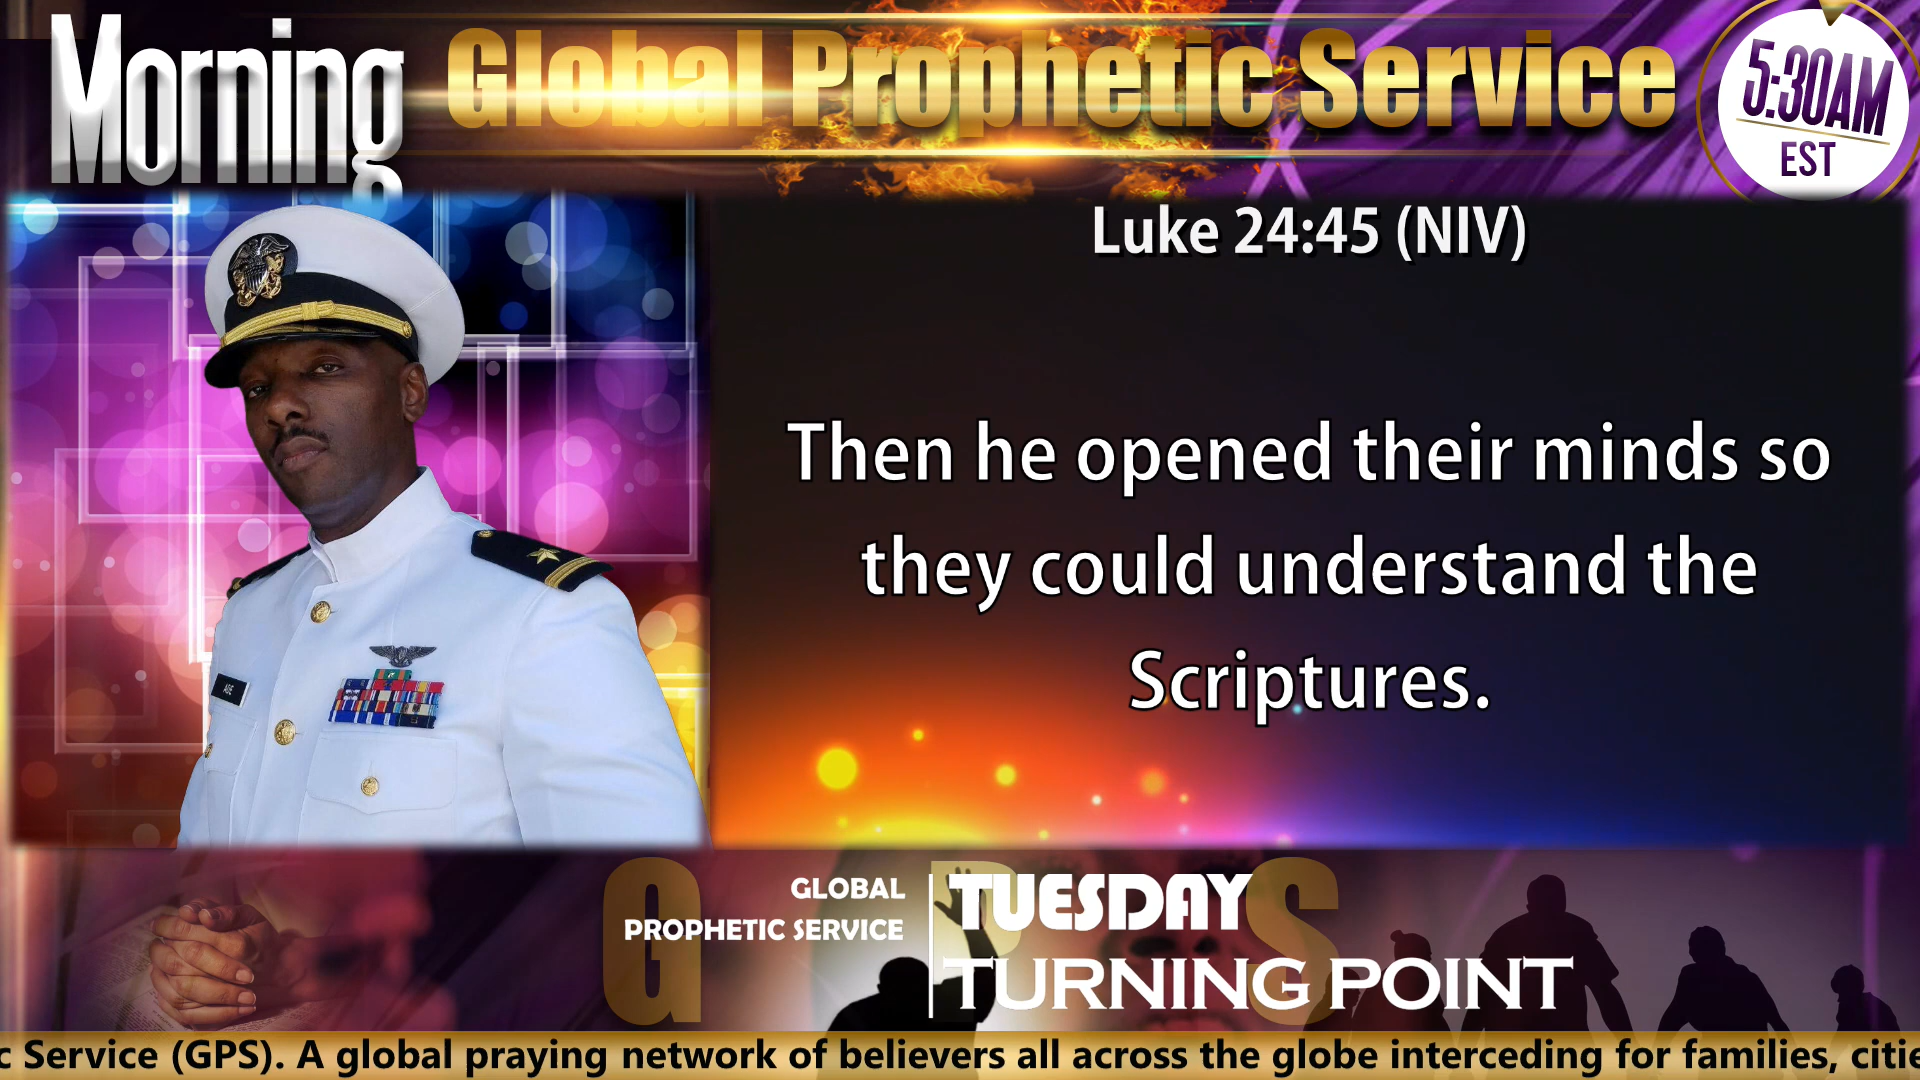 Morning
Global Prophetic Service
5:30AM
EST
Luke 24:45 (NIV)
Then he opened their minds so
they could understand the
Scriptures.
ABE
GPS
GLOBAL
PROPHETIC SERVICE
TUESDAY
TURNING POINT
c Service (GPS). A global praying network of believers all across the globe interceding for families, citie